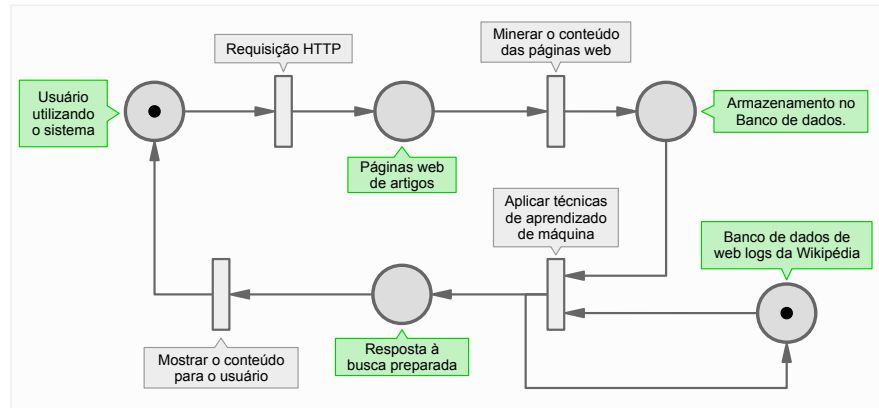 Requisição HTTP
Minerar o conteúdo
das páginas web
Usuário
utilizando
o sistema
Armazenamento no
Banco de dados.
Páginas web
de artigos
Aplicar técnicas
de aprendizado
de máquina
Banco de dados de
web logs da Wikipédia
Mostrar o conteúdo
para o usuário
Resposta à
busca preparada